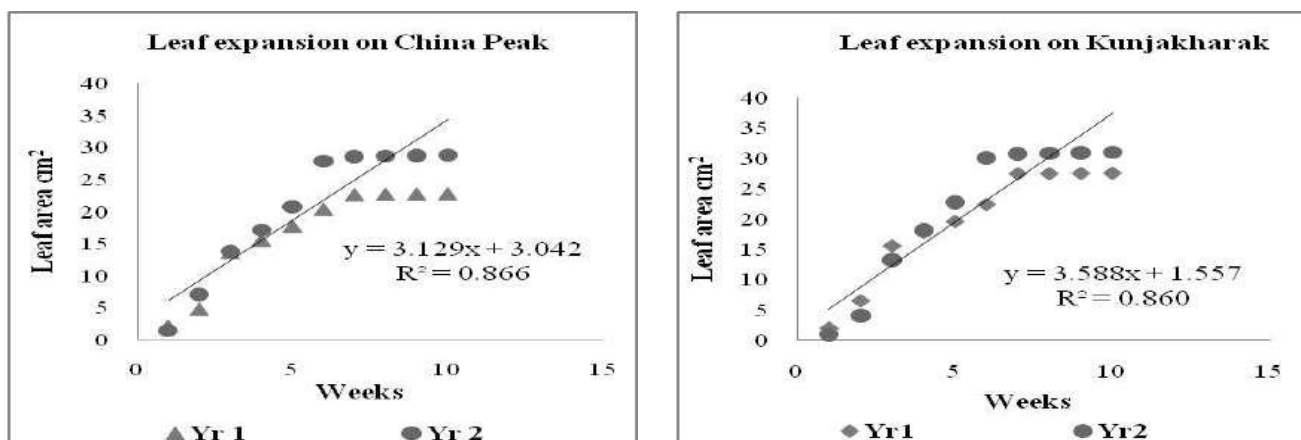 Leaf expansion on China Peak
40
35
30
25
20
15
10
5
0
Leaf area cm²
y = 3.129x + 3.042
R² = 0.866
0 5 10 15
Weeks
Yr 1 Yr 2
Leaf expansion on Kunjakharak
40
35
30
25
20
15
10
5
0
Leaf area cm²
y = 3.588x + 1.557
R² = 0.860
0 5 10 15
Weeks
Yr1 Yr2